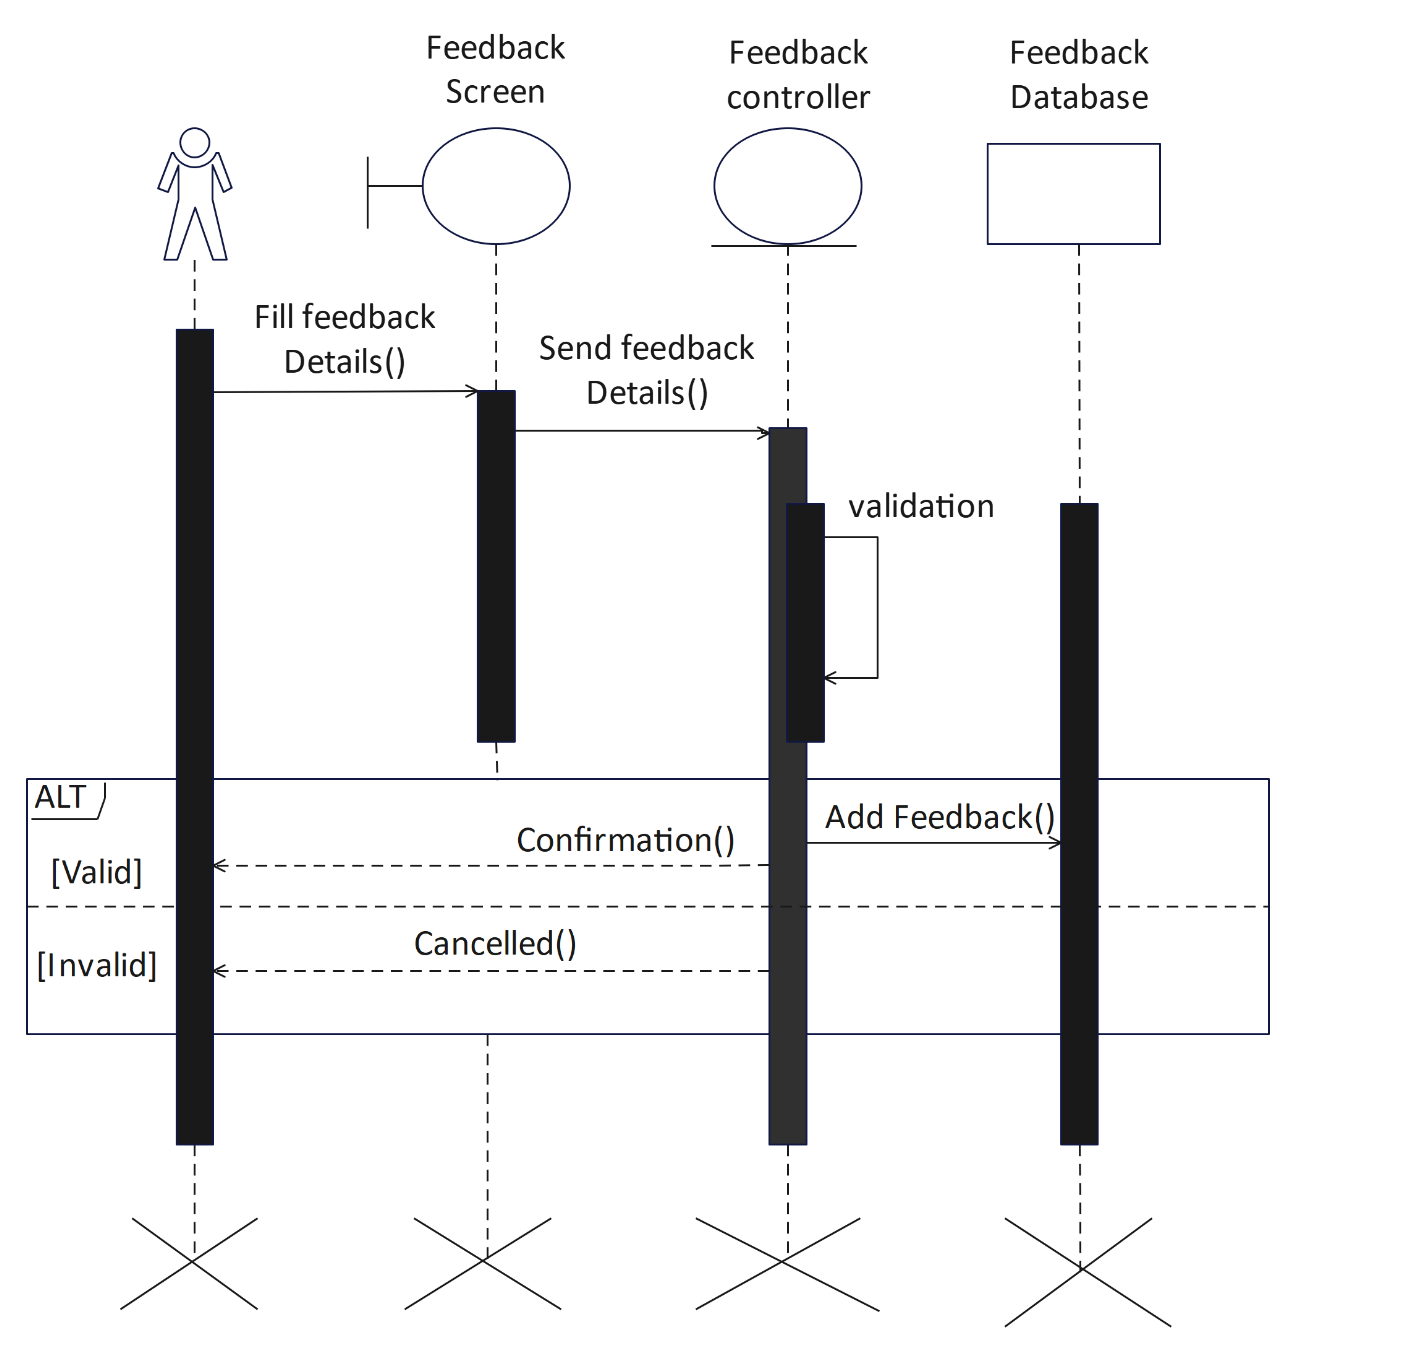 Feedback
Screen
Feedback
controller
Feedback
Database
Fill feedback
Details()
Send feedback
Details()
validation
ALT
Add Feedback()
Confirmation()
[Valid]
Cancelled()
[Invalid]